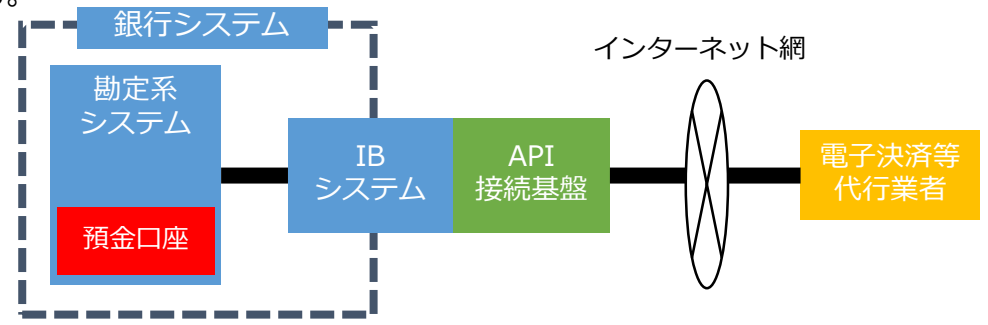 銀行システム
インターネット網
勘定系
システム
IB
システム
API
接続基盤
電子決済等
代行業者
預金口座